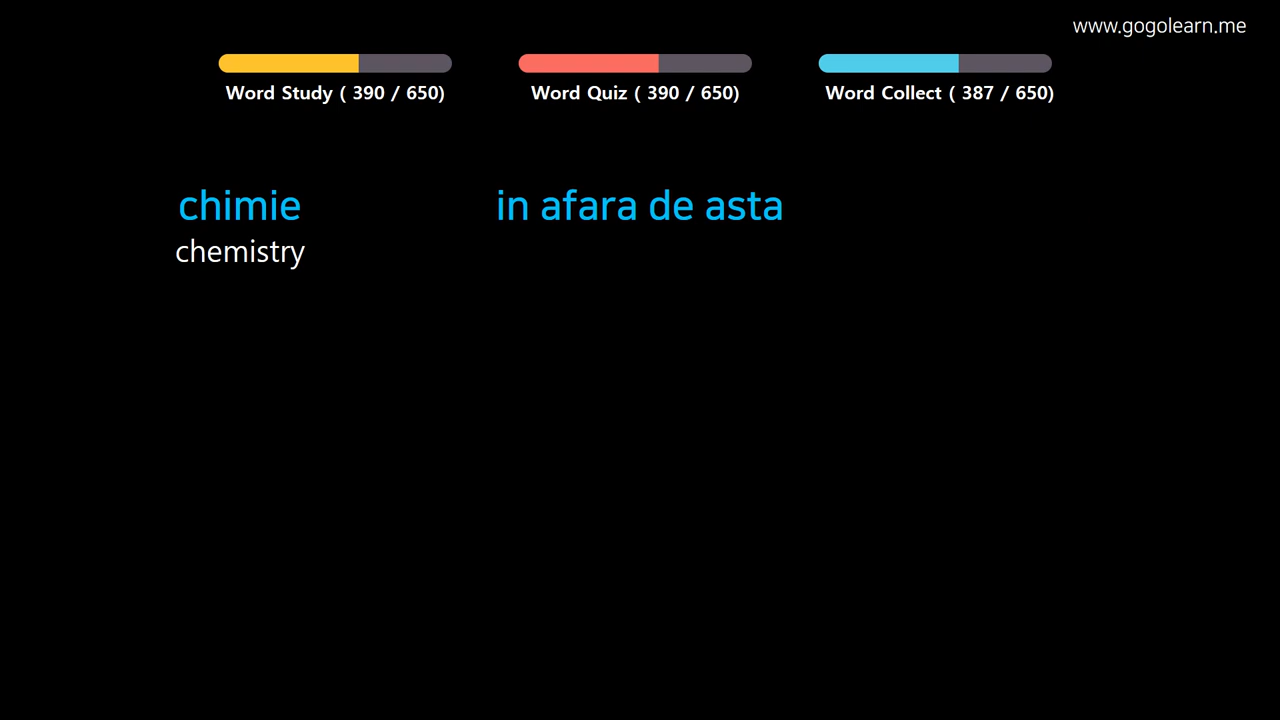 www.gogolearn.me
Word Study ( 390 / 650)
Word Quiz ( 390 / 650)
Word Collect ( 387 / 650)
chimie
in afara de asta
chemistry